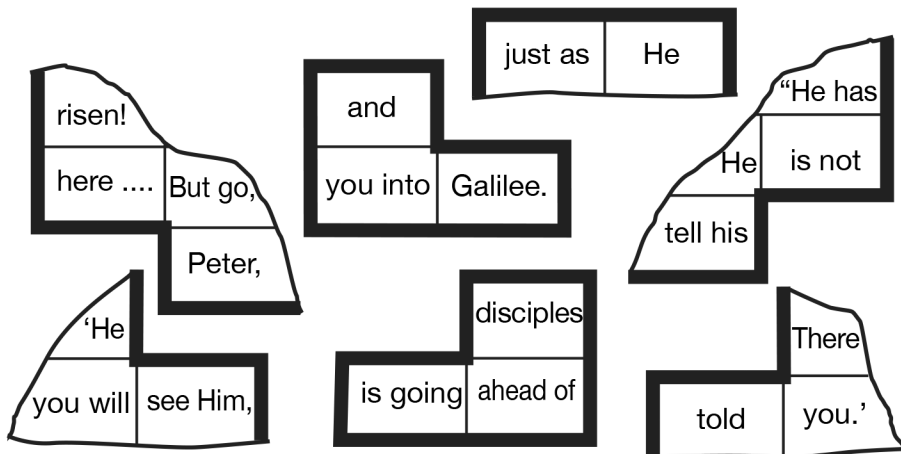 just as He
"He has
He is not
tell his
risen!
here .... But go,
Peter,
and
you into Galilee.
'He
you will see Him,
disciples
is going ahead of
There
told you.'